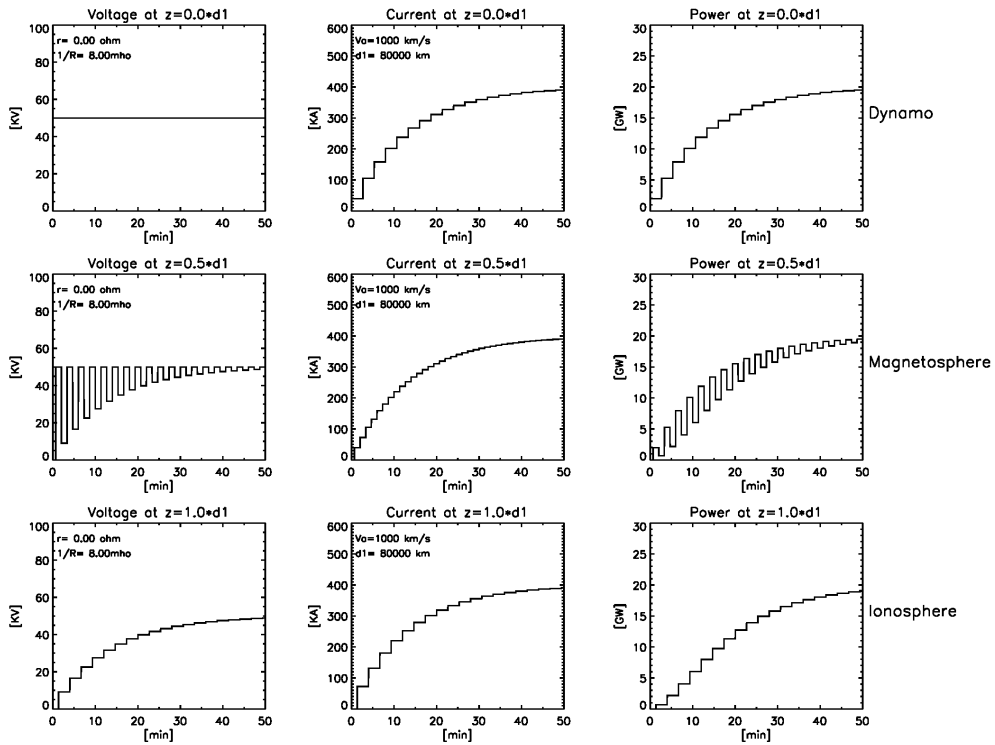 Voltage at z=0.0*d1
Current at z=0.0*d1
Power at z=0.0*d1
100
80
60
40
20
0
[KV]
r= 0.00 ohm
1/R= 8.00mho
0 10 20 30 40 50
[min]
600
500
400
300
200
100
0
[KA]
Va=1000 km/s
d1= 80000 km
0 10 20 30 40 50
[min]
30
25
20
15
10
5
0
[GW]
0 10 20 30 40 50
[min]
Dynamo
Voltage at z=0.5*d1
Current at z=0.5*d1
Power at z=0.5*d1
100
80
60
40
20
0
[KV]
r= 0.00 ohm
1/R= 8.00mho
0 10 20 30 40 50
[min]
600
500
400
300
200
100
0
[KA]
Va=1000 km/s
d1= 80000 km
0 10 20 30 40 50
[min]
30
25
20
15
10
5
0
[GW]
0 10 20 30 40 50
[min]
Magnetosphere
Voltage at z=1.0*d1
Current at z=1.0*d1
Power at z=1.0*d1
100
80
60
40
20
0
[KV]
r= 0.00 ohm
1/R= 8.00mho
0 10 20 30 40 50
[min]
600
500
400
300
200
100
0
[KA]
Va=1000 km/s
d1= 80000 km
0 10 20 30 40 50
[min]
30
25
20
15
10
5
0
[GW]
0 10 20 30 40 50
[min]
Ionosphere